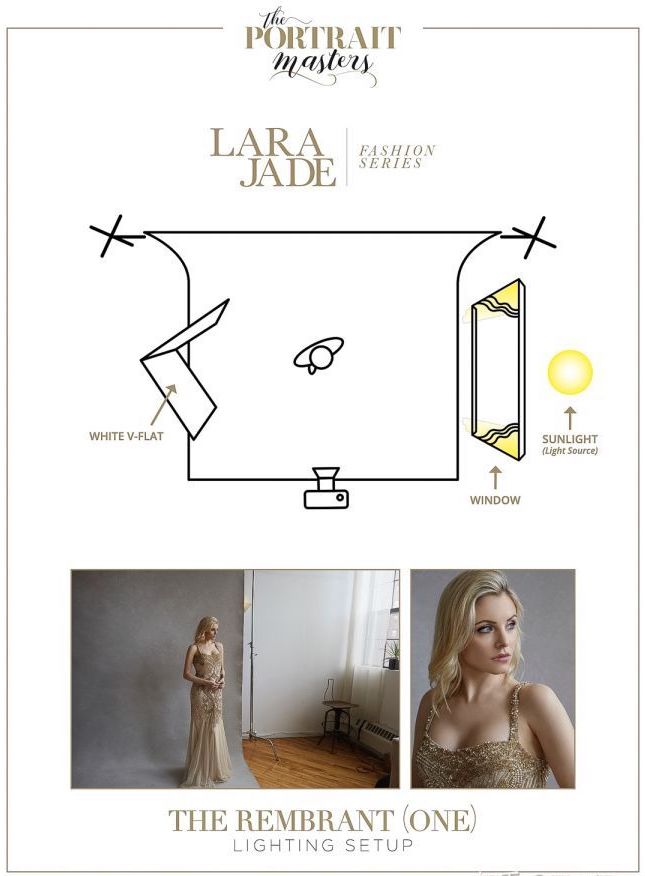 the
PORTRAIT
masters
LARA
JADE
FASHION
SERIES
WHITE V-FLAT
SUNLIGHT
(Light Source)
WINDOW
THE REMBRANT (ONE)
LIGHTING SETUP